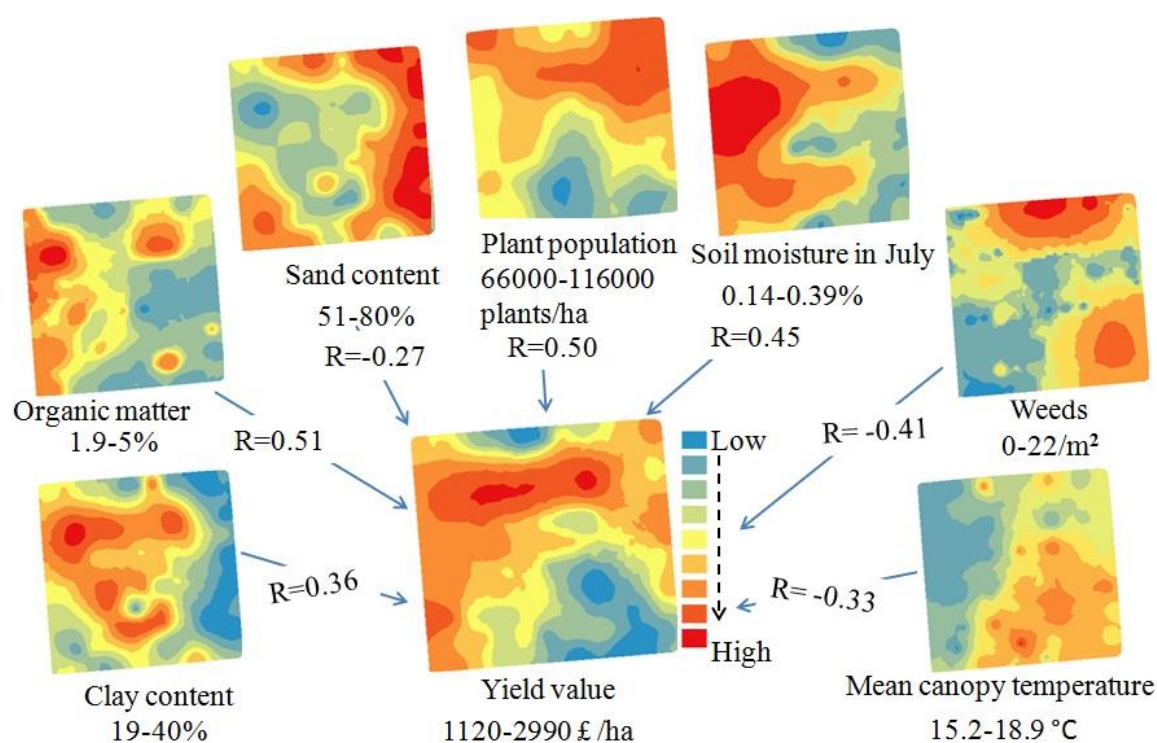 Plant population
66000-116000
plants/ha
R=0.50
Soil moisture in July
0.14-0.39%
R=0.45
Sand content
51-80%
R=-0.27
Organic matter
1.9-5%
R=0.51
Weeds
0-22/m²
R= -0.41
Clay content
19-40%
R=0.36
Low
High
Yield value
1120-2990 £ /ha
R= -0.33
Mean canopy temperature
15.2-18.9 °C